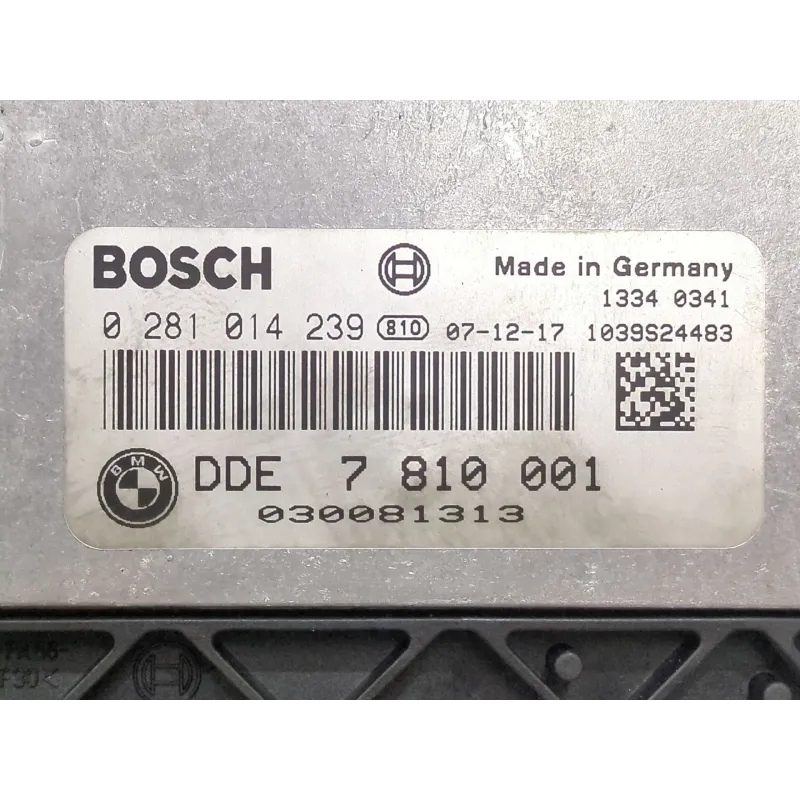 BOSCH
Made in Germany
1334 0341
0 281 014 239 810 07-12-17 1039S24483
BMW
DDE 7 810 001
030081313